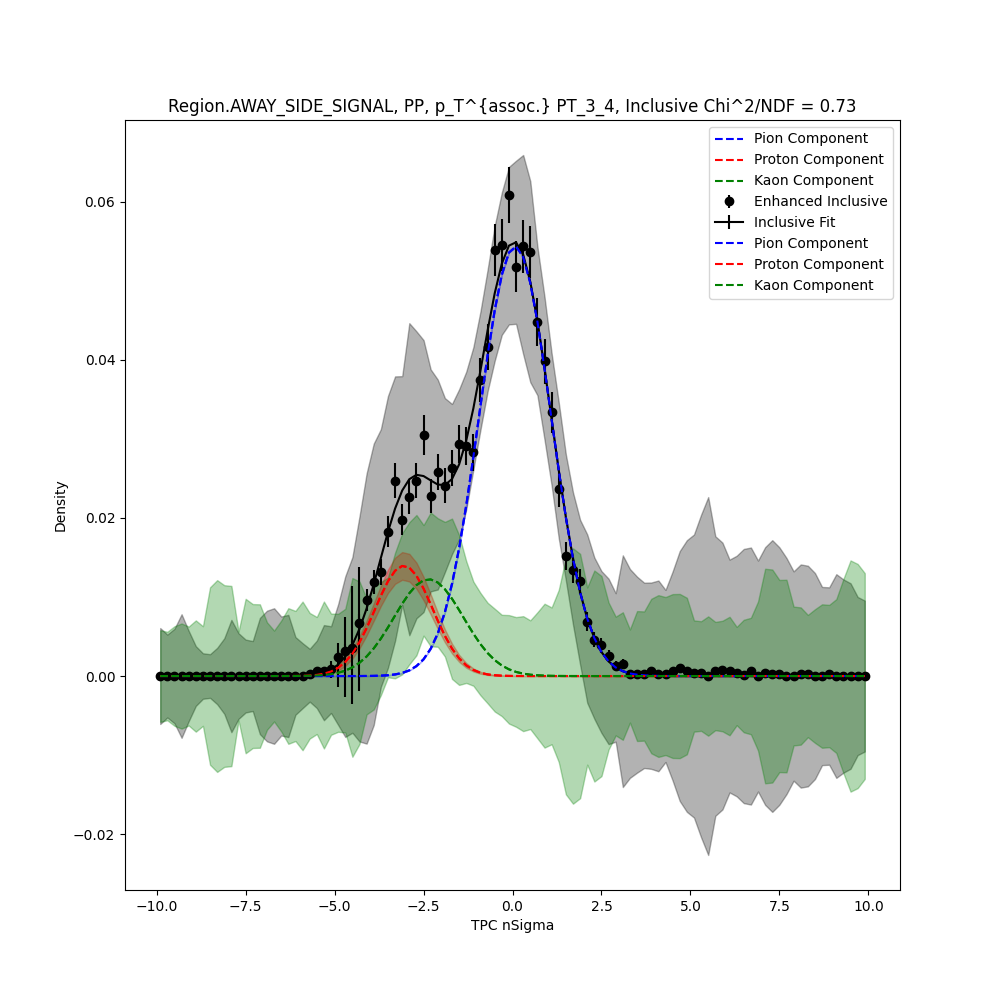 Region.AWAY_SIDE_SIGNAL, PP, p_T^{assoc.} PT_3_4, Inclusive Chi^2/NDF = 0.73
Pion Component
Proton Component
Kaon Component
Enhanced Inclusive
Inclusive Fit
Pion Component
Proton Component
Kaon Component
0.06
0.04
0.02
0.00
−0.02
Density
−10.0 −7.5 −5.0 −2.5 0.0 2.5 5.0 7.5 10.0
TPC nSigma